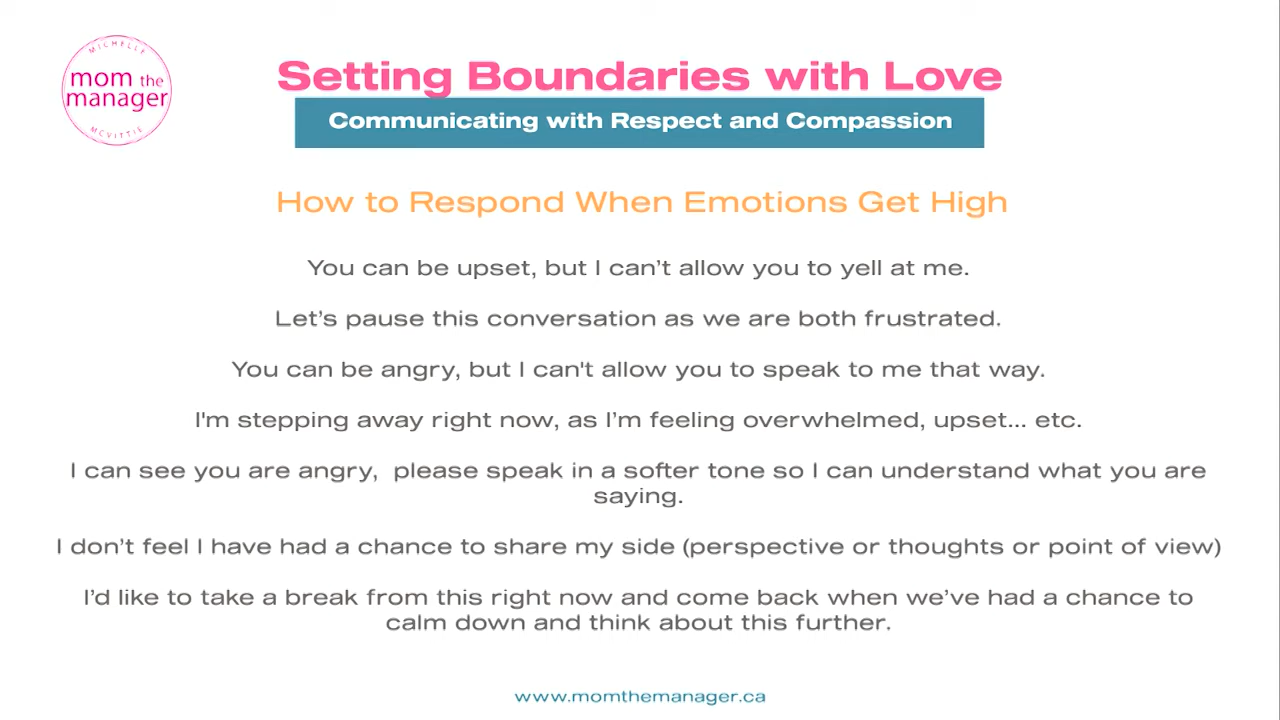 MICHELLE
mom the
manager
MCVITTIE
Setting Boundaries with Love
Communicating with Respect and Compassion
How to Respond When Emotions Get High
You can be upset, but I can’t allow you to yell at me.
Let’s pause this conversation as we are both frustrated.
You can be angry, but I can't allow you to speak to me that way.
I'm stepping away right now, as I’m feeling overwhelmed, upset... etc.
I can see you are angry,  please speak in a softer tone so I can understand what you are
saying.
I don’t feel I have had a chance to share my side (perspective or thoughts or point of view)
I’d like to take a break from this right now and come back when we’ve had a chance to
calm down and think about this further.
www.momthemanager.ca